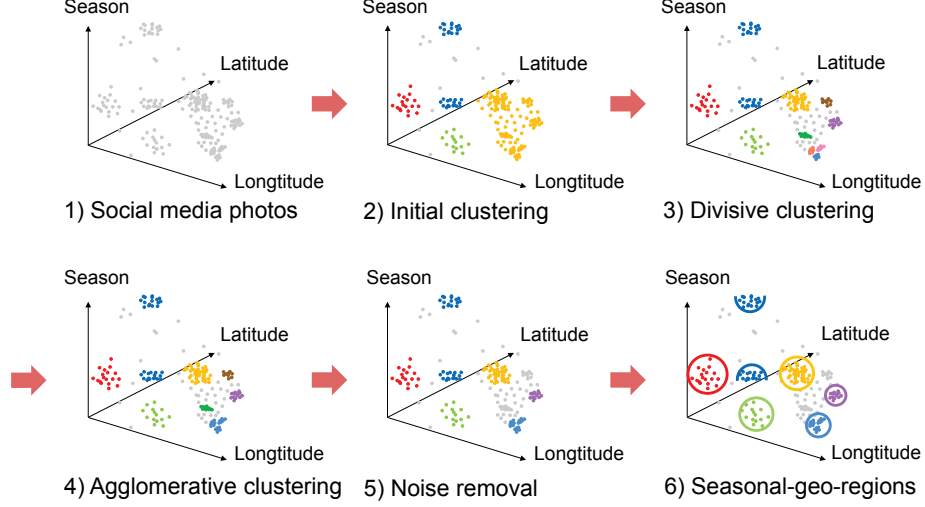 Season
Latitude
Longtitude
1) Social media photos
Season
Latitude
Longtitude
2) Initial clustering
Season
Latitude
Longtitude
3) Divisive clustering
Season
Latitude
Longtitude
4) Agglomerative clustering
Season
Latitude
Longtitude
5) Noise removal
Season
Latitude
Longtitude
6) Seasonal-geo-regions